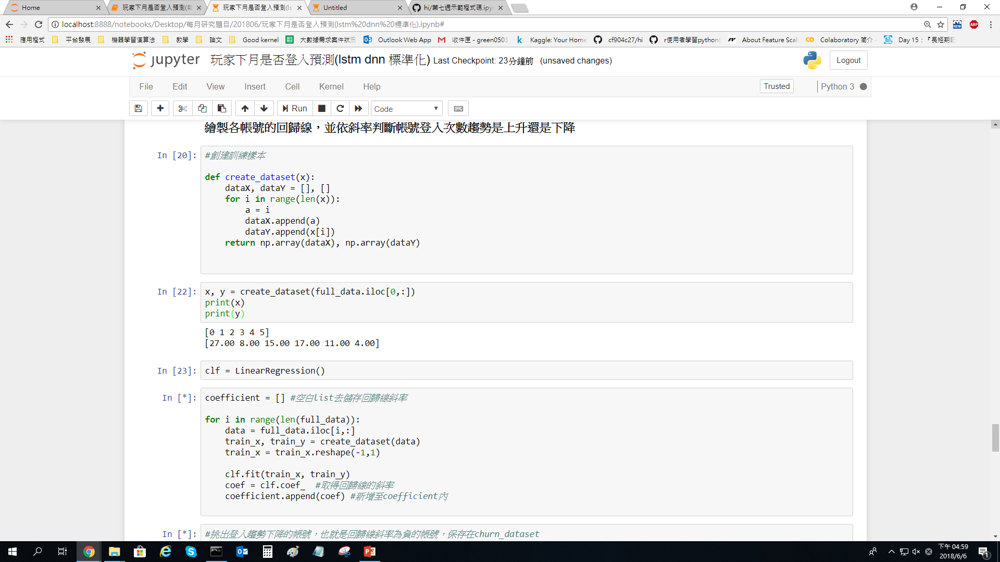 Home
玩家下月是否登入預測(每
玩家下月是否登入預測(ls
Untitled
hi/第七週示範程式碼.ipy
localhost:8888/notebooks/Desktop/每月研究題目/201806/玩家下月是否登入預測(lstm%20dnn%20標準化).ipynb#
應用程式 平台發展 機器學習演算法 教學 論文 Good kernel 大數據需求案件狀況 Outlook Web App 收件匣 - green0503 Kaggle: Your Home cf904c27/hi r使用者學習python About Feature Scali Colaboratory 簡介 - Day 15：『長短期記
jupyter 玩家下月是否登入預測(lstm dnn 標準化) Last Checkpoint: 23分鐘前 (unsaved changes)
Logout
File Edit View Insert Cell Kernel Help
Trusted
Python 3
Run
Code
繪製各帳號的回歸線，並依斜率判斷帳號登入次數趨勢是上升還是下降
In [20]: #創建訓練樣本
def create_dataset(x):
    dataX, dataY = [], []
    for i in range(len(x)):
        a = i
        dataX.append(a)
        dataY.append(x[i])
    return np.array(dataX), np.array(dataY)
In [22]: x, y = create_dataset(full_data.iloc[0,:])
print(x)
print(y)
[0 1 2 3 4 5]
[27.00 8.00 15.00 17.00 11.00 4.00]
In [23]: clf = LinearRegression()
In [*]: coefficient = [] #空白list去儲存回歸線斜率
for i in range(len(full_data)):
    data = full_data.iloc[i,:]
    train_x, train_y = create_dataset(data)
    train_x = train_x.reshape(-1,1)
    clf.fit(train_x, train_y)
    coef = clf.coef_  #取得回歸線的斜率
    coefficient.append(coef) #新增至coefficient內
In [*]: #挑出登入趨勢下降的帳號，也就是回歸線斜率為負的帳號，保存在churn_dataset
下午 04:59
2018/6/6
1